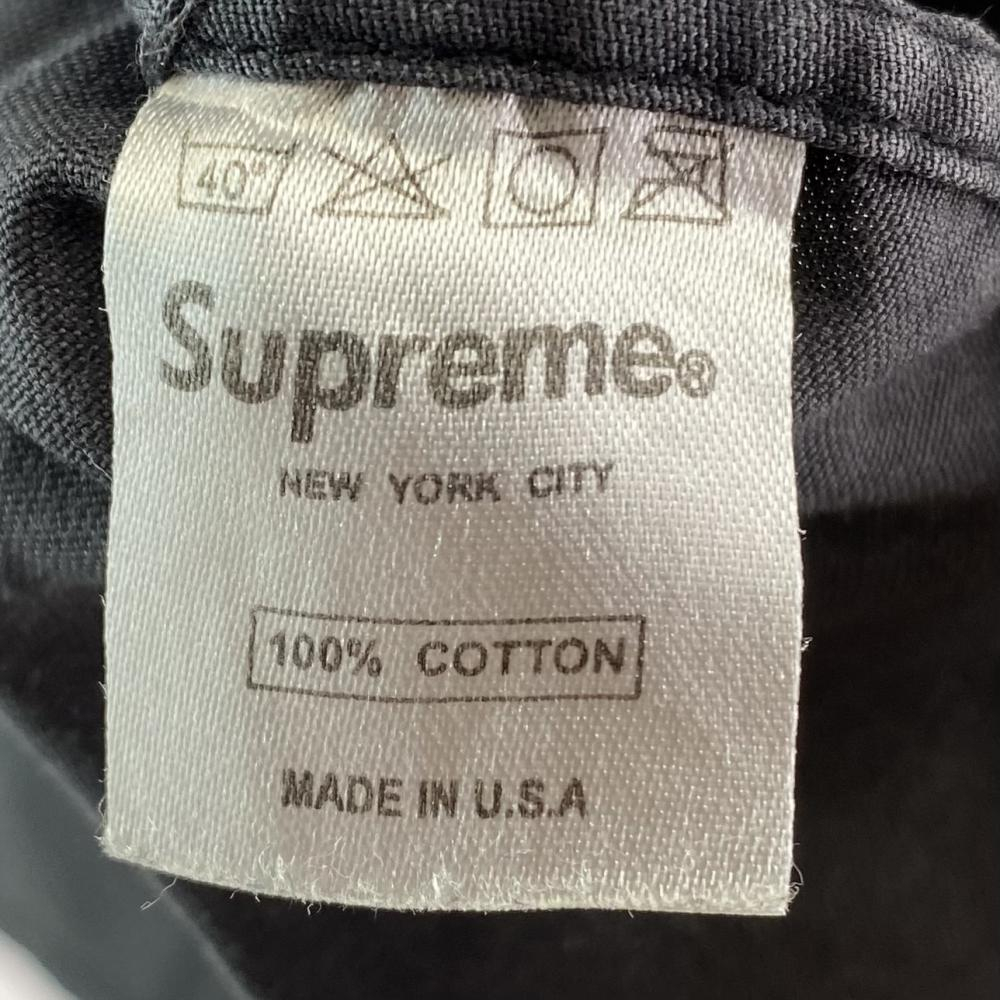 40°
Supreme®
NEW YORK CITY
100% COTTON
MADE IN U.S.A